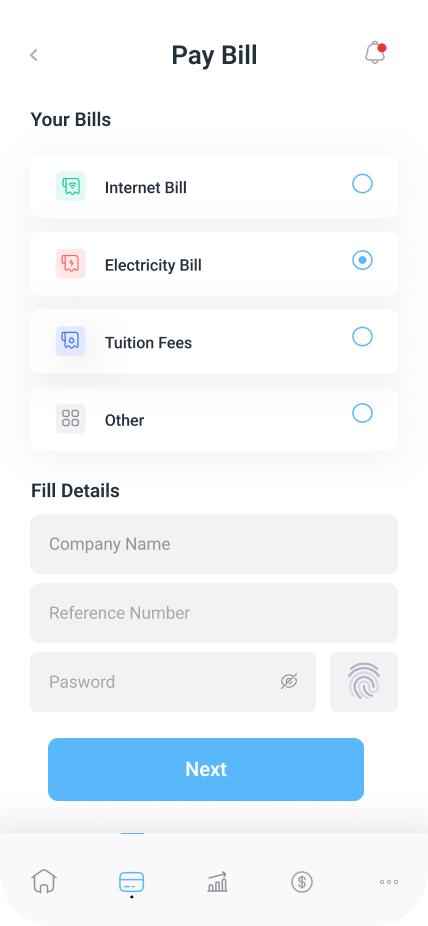 Pay Bill
Your Bills
Internet Bill
Electricity Bill
Tuition Fees
Other
Fill Details
Company Name
Reference Number
Pasword
Next